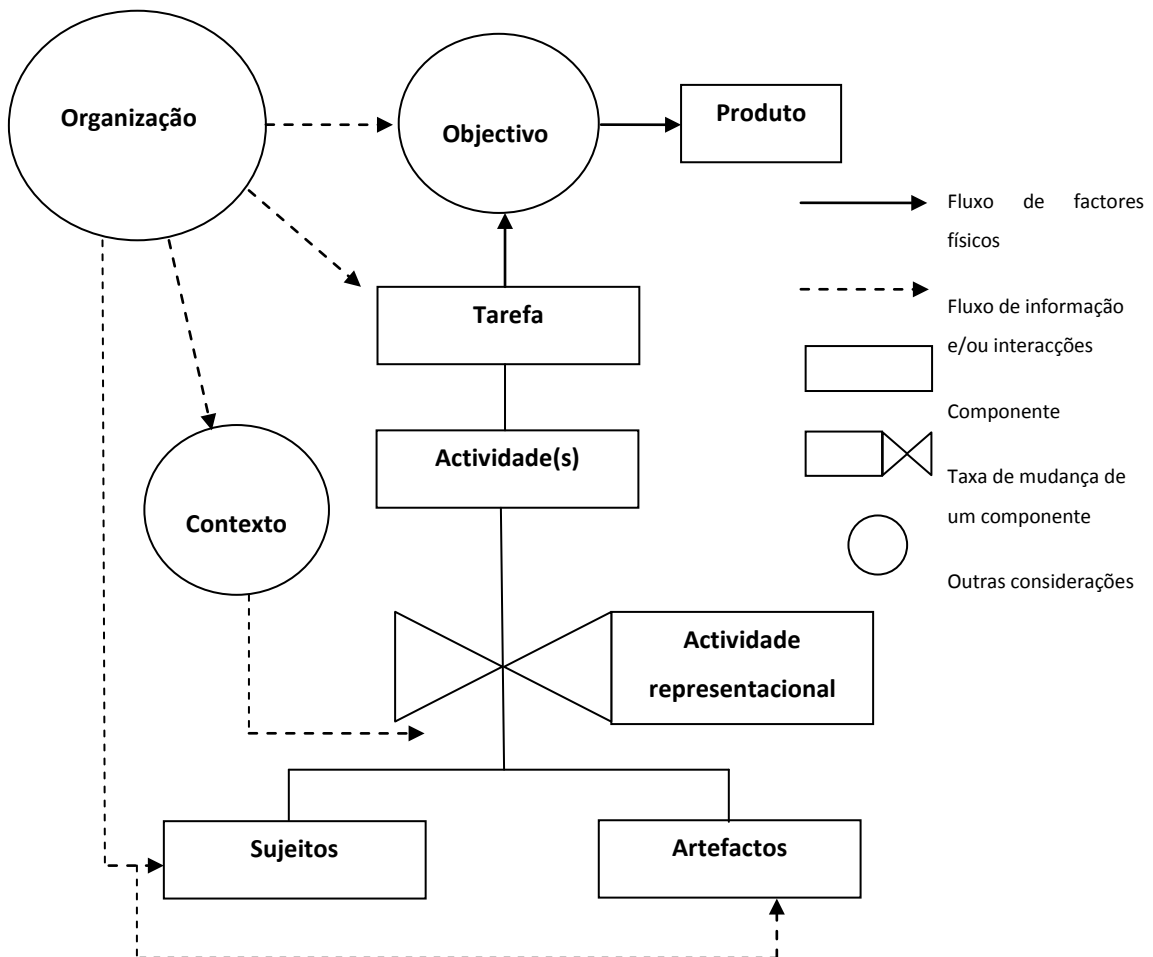 Organização
Objectivo
Produto
Tarefa
Actividade(s)
Contexto
Actividade
representacional
Sujeitos
Artefactos
Fluxo de factores
físicos
Fluxo de informação
e/ou interacções
Componente
Taxa de mudança de
um componente
Outras considerações